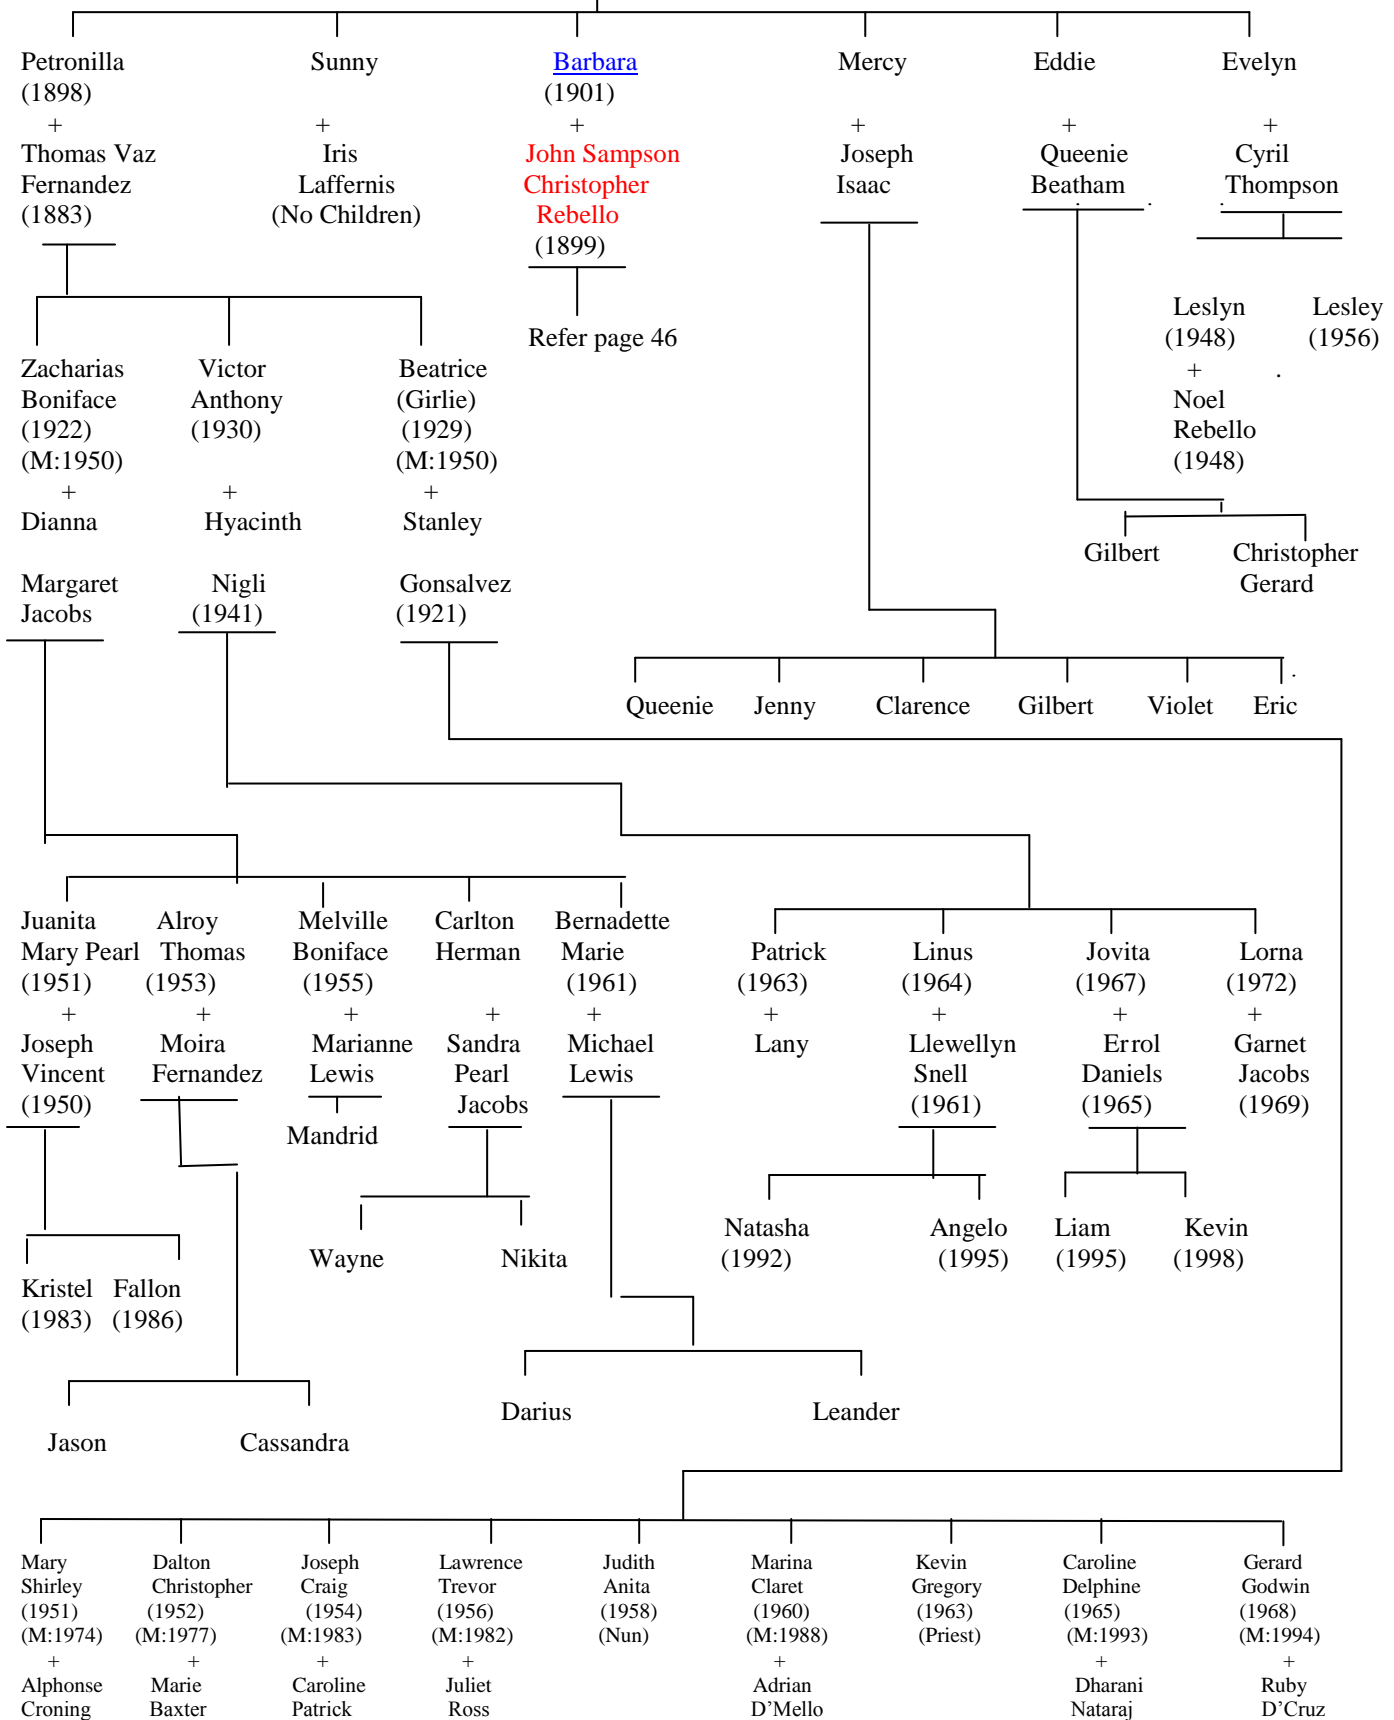 Petronilla Sunny Barbara Mercy Eddie Evelyn
(1898) (1901)
+ + + + + +
Thomas Vaz Iris John Sampson Joseph Queenie Cyril
Fernandez Laffernis Christopher Isaac Beatham Thompson
(1883) (No Children) Rebello
(1899)
Leslyn Lesley
Refer page 46 (1948) (1956)
Zacharias Victor Beatrice +
Boniface Anthony (Girlie) Noel
(1922) (1930) (1929) Rebello
(M:1950) (M:1950) (1948)
+ + +
Dianna Hyacinth Stanley
Gilbert Christopher
Margaret Nigli Gonsalvez Gerard
Jacobs (1941) (1921)
Queenie Jenny Clarence Gilbert Violet Eric
Juanita Alroy Melville Carlton Bernadette Patrick Linus Jovita Lorna
Mary Pearl Thomas Boniface Herman Marie (1963) (1964) (1967) (1972)
(1951) (1953) (1955) (1961)
+ + + + + + + + +
Joseph Moira Marianne Sandra Michael Lany Llewellyn Errol Garnet
Vincent Fernandez Lewis Pearl Lewis Snell Daniels Jacobs
(1950) Jacobs (1961) (1965) (1969)
Mandrid
Natasha Angelo Liam Kevin
Wayne Nikita (1992) (1995) (1995) (1998)
Kristel Fallon
(1983) (1986)
Darius Leander
Jason Cassandra
Mary Dalton Joseph Lawrence Judith Marina Kevin Caroline Gerard
Shirley Christopher Craig Trevor Anita Claret Gregory Delphine Godwin
(1951) (1952) (1954) (1956) (1958) (1960) (1963) (1965) (1968)
(M:1974) (M:1977) (M:1983) (M:1982) (Nun) (M:1988) (Priest) (M:1993) (M:1994)
+ + + + + + +
Alphonse Marie Caroline Juliet Adrian Dharani Ruby
Croning Baxter Patrick Ross D’Mello Nataraj D’Cruz